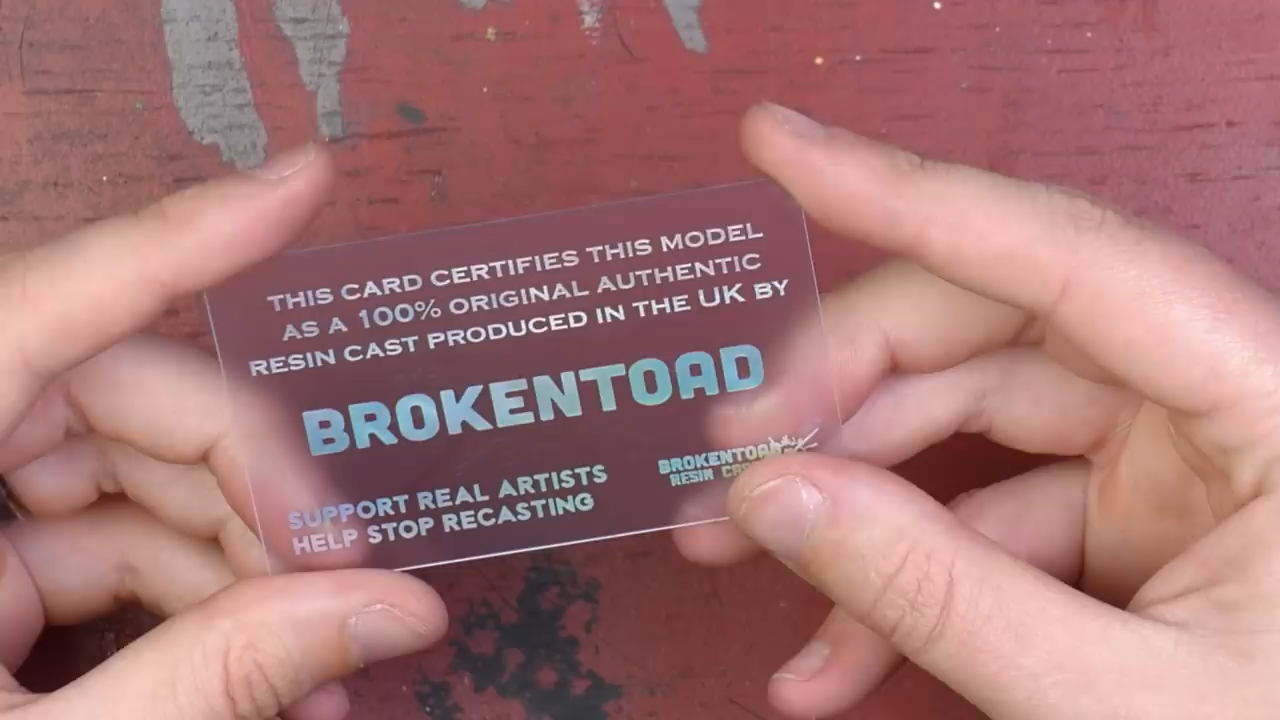 THIS CARD CERTIFIES THIS MODEL
AS A 100% ORIGINAL AUTHENTIC
RESIN CAST PRODUCED IN THE UK BY
BROKENTOAD
SUPPORT REAL ARTISTS
HELP STOP RECASTING
BROKENTOAD
RESIN